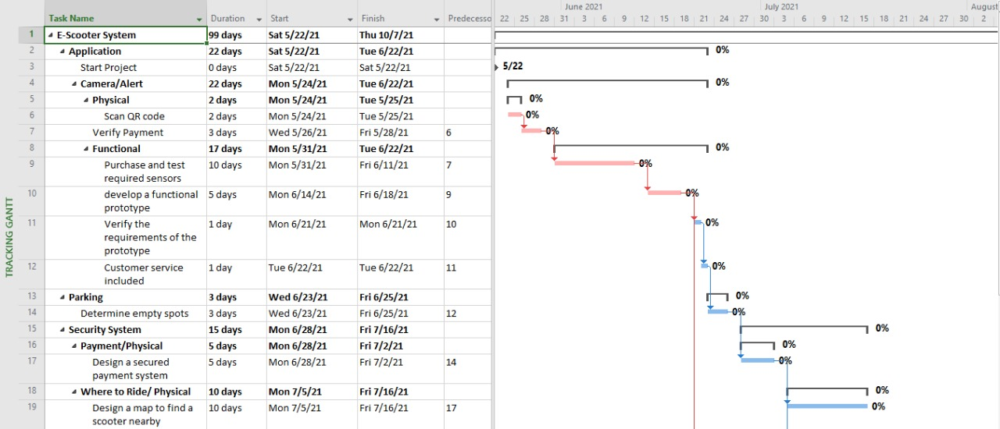 June 2021 July 2021 August
Task Name Duration Start Finish Predecesso 22 25 28 31 3 6 9 12 15 18 21 24 27 30 3 6 9 12 15 18 21 24 27 30 2
1 E-Scooter System 99 days Sat 5/22/21 Thu 10/7/21
2 Application 22 days Sat 5/22/21 Tue 6/22/21 0%
3 Start Project 0 days Sat 5/22/21 Sat 5/22/21 5/22
4 Camera/Alert 22 days Mon 5/24/21 Tue 6/22/21 0%
5 Physical 2 days Mon 5/24/21 Tue 5/25/21 0%
6 Scan QR code 2 days Mon 5/24/21 Tue 5/25/21 0%
7 Verify Payment 3 days Wed 5/26/21 Fri 5/28/21 6 0%
8 Functional 17 days Mon 5/31/21 Tue 6/22/21 0%
9 Purchase and test 10 days Mon 5/31/21 Fri 6/11/21 7 0%
required sensors
10 develop a functional 5 days Mon 6/14/21 Fri 6/18/21 9 0%
prototype
11 Verify the 1 day Mon 6/21/21 Mon 6/21/21 10 0%
requirements of the
prototype
12 Customer service 1 day Tue 6/22/21 Tue 6/22/21 11 0%
included
13 Parking 3 days Wed 6/23/21 Fri 6/25/21 0%
14 Determine empty spots 3 days Wed 6/23/21 Fri 6/25/21 12 0%
15 Security System 15 days Mon 6/28/21 Fri 7/16/21 0%
16 Payment/Physical 5 days Mon 6/28/21 Fri 7/2/21 0%
17 Design a secured 5 days Mon 6/28/21 Fri 7/2/21 14 0%
payment system
18 Where to Ride/ Physical 10 days Mon 7/5/21 Fri 7/16/21 0%
19 Design a map to find a 10 days Mon 7/5/21 Fri 7/16/21 17 0%
scooter nearby
TRACKING GANTT